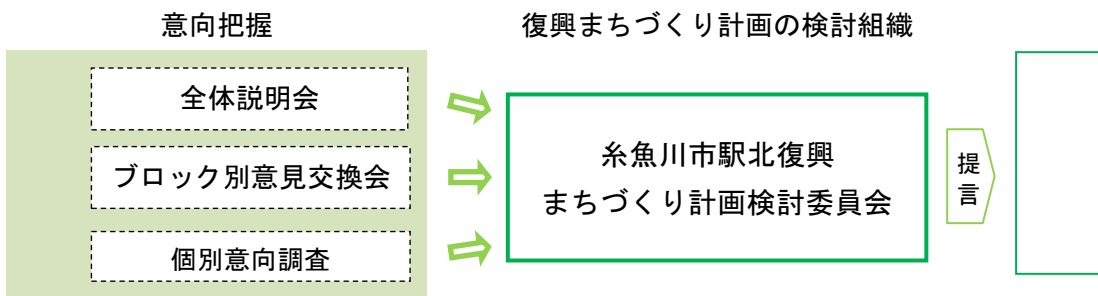 意向把握
復興まちづくり計画の検討組織
全体説明会
ブロック別意見交換会
個別意向調査
糸魚川市駅北復興
まちづくり計画検討委員会
提
言